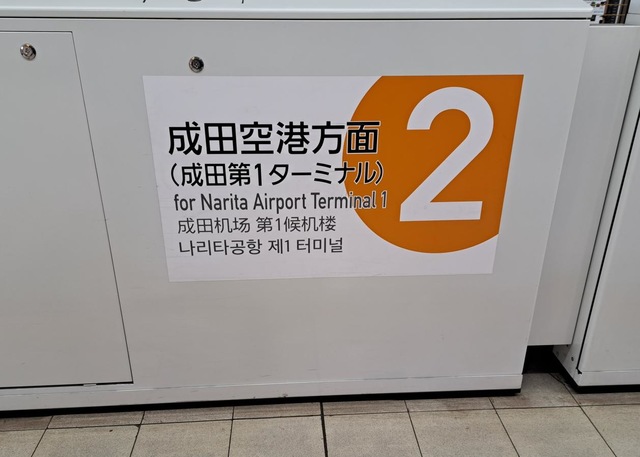 成田空港方面
(成田第1ターミナル)
for Narita Airport Terminal 1
成田机场 第1候机楼
나리타공항 제1 터미널
2